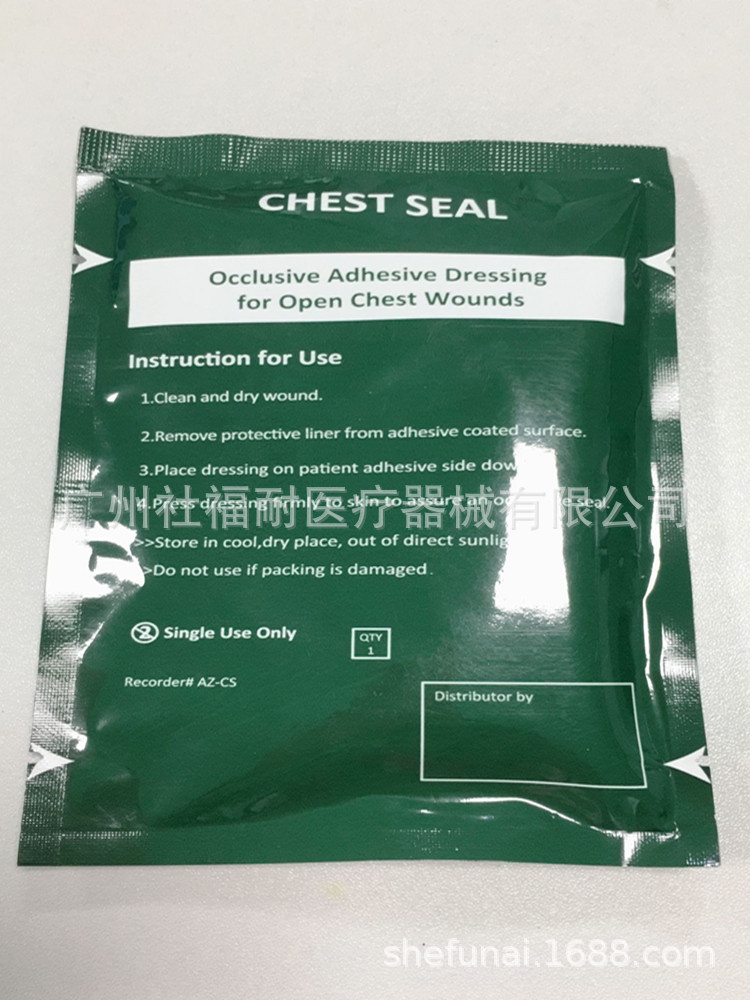 CHEST SEAL
Occlusive Adhesive Dressing
for Open Chest Wounds
Instruction for Use
1.Clean and dry wound.
2.Remove protective liner from adhesive coated surface.
3.Place dressing on patient adhesive side
4.Press dressing firmly to skin to assure an seal.
广州社福耐医疗器械有限公司
>>Store in cool,dry place, out of direct
>Do not use if packing is damaged.
2 Single Use Only
QTY
1
Recorder# AZ-CS
Distributor by
shefunai.1688.com